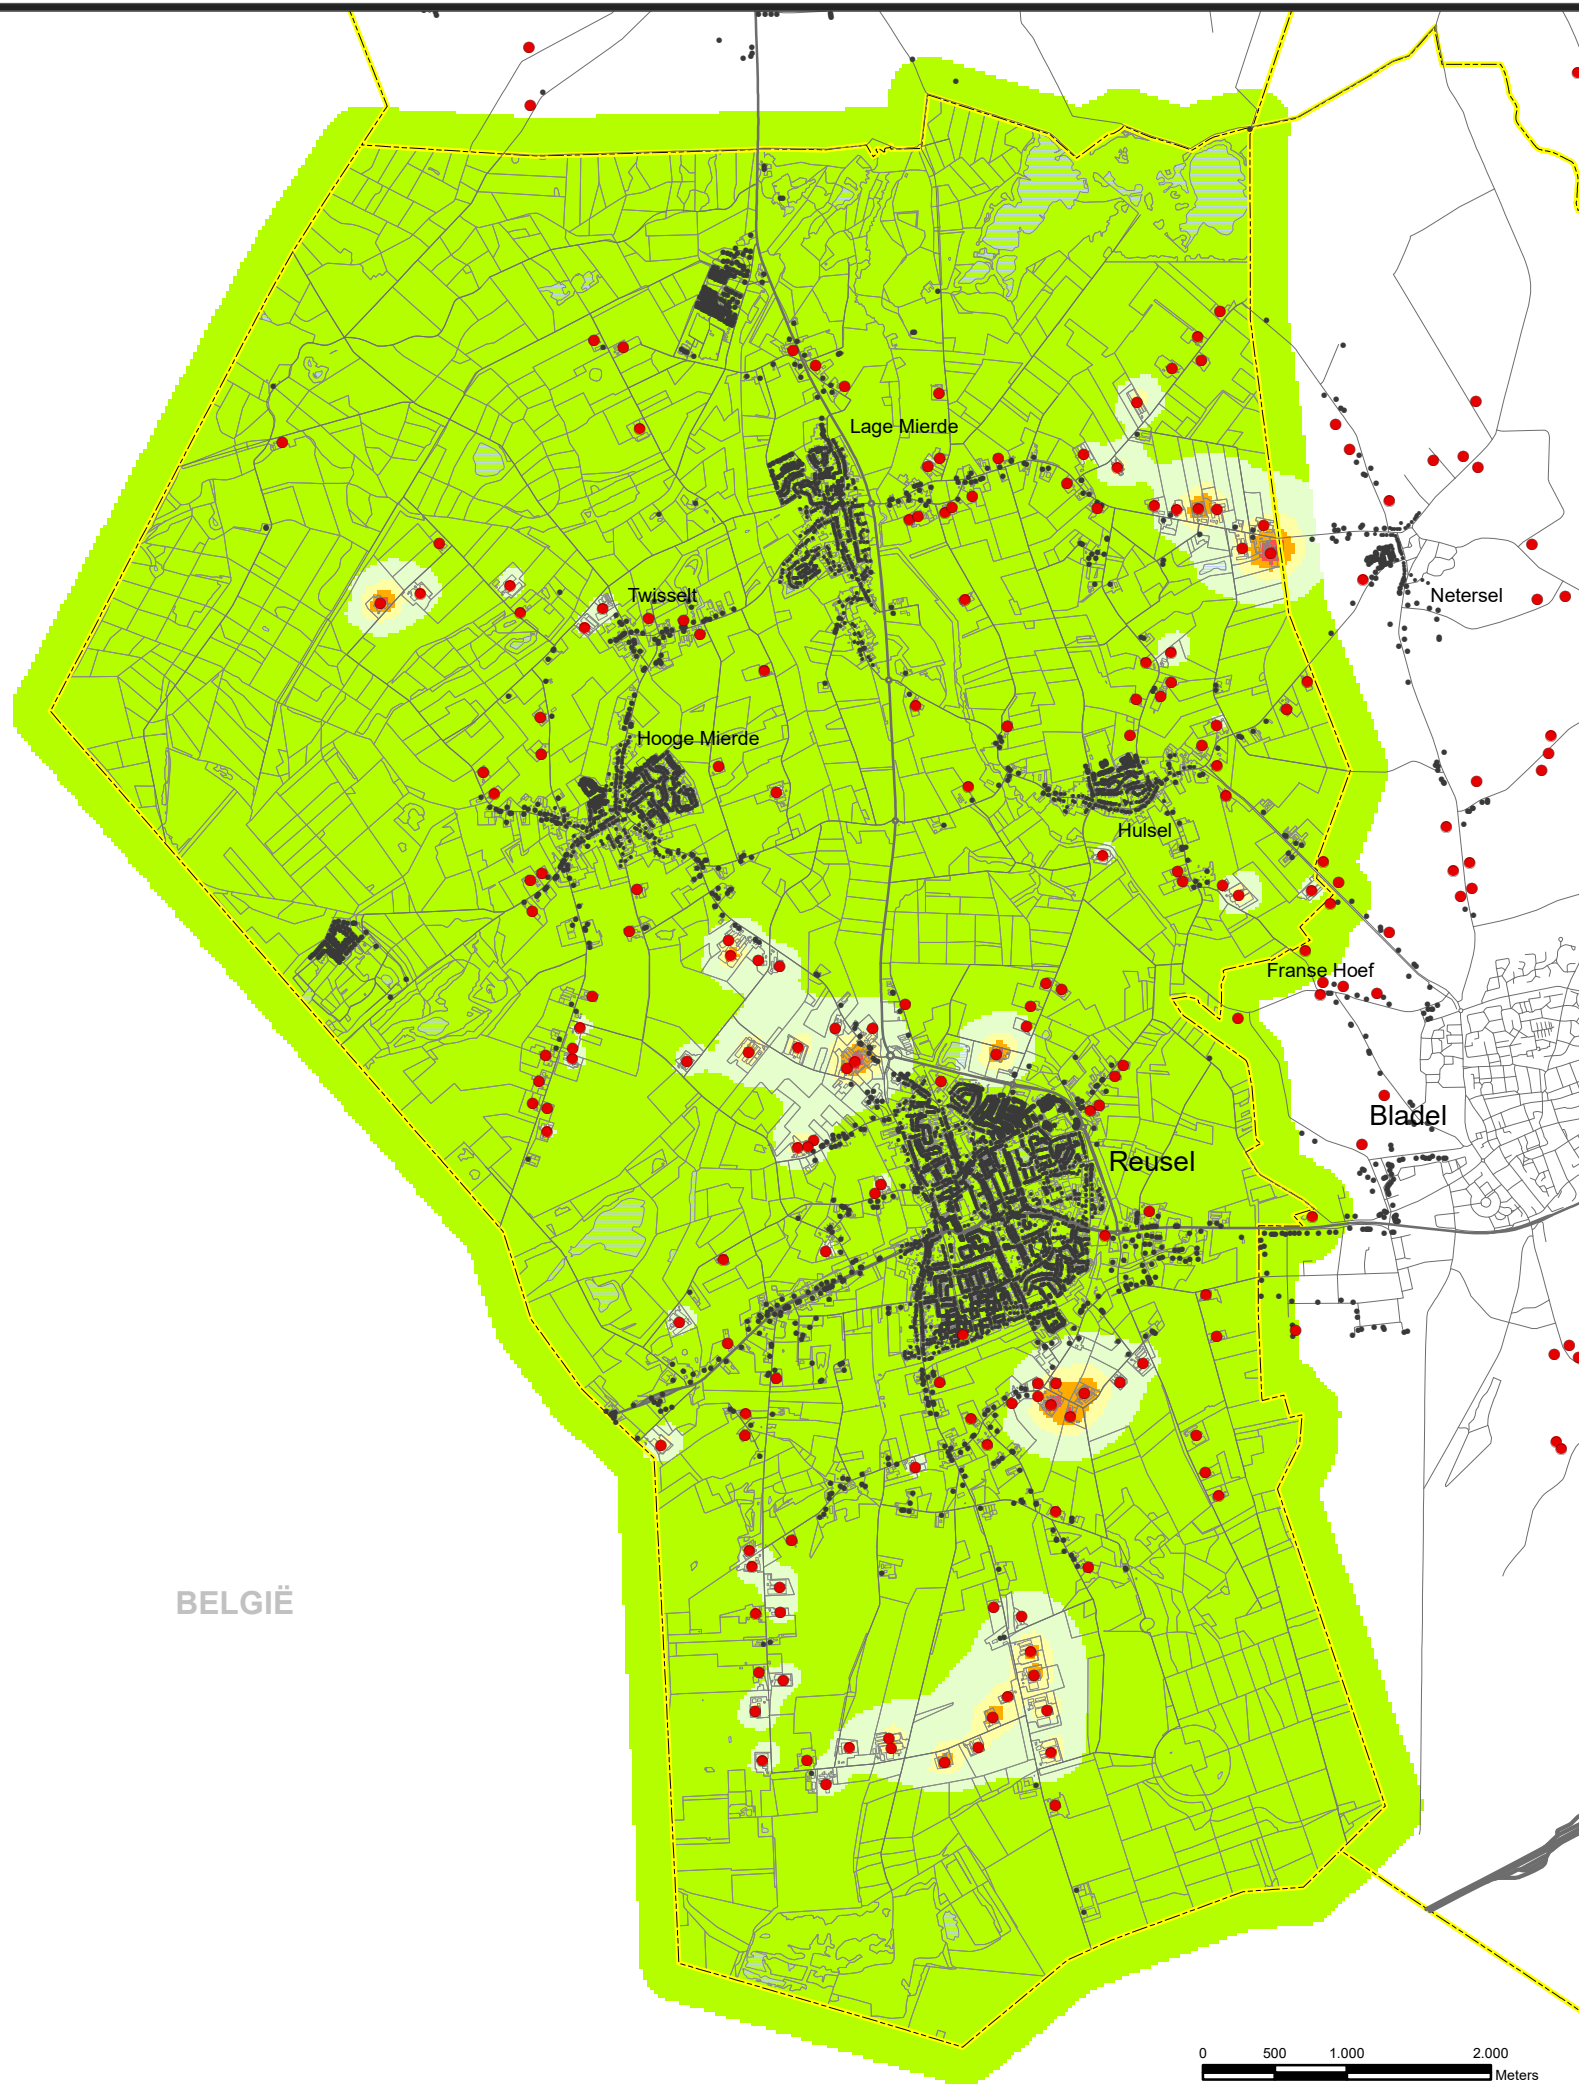 Lage Mierde
Twisselt
Netersel
Hooge Mierde
Hulsel
Franse Hoef
Bladel
Reusel
BELGIË
0 500 1.000 2.000
Meters